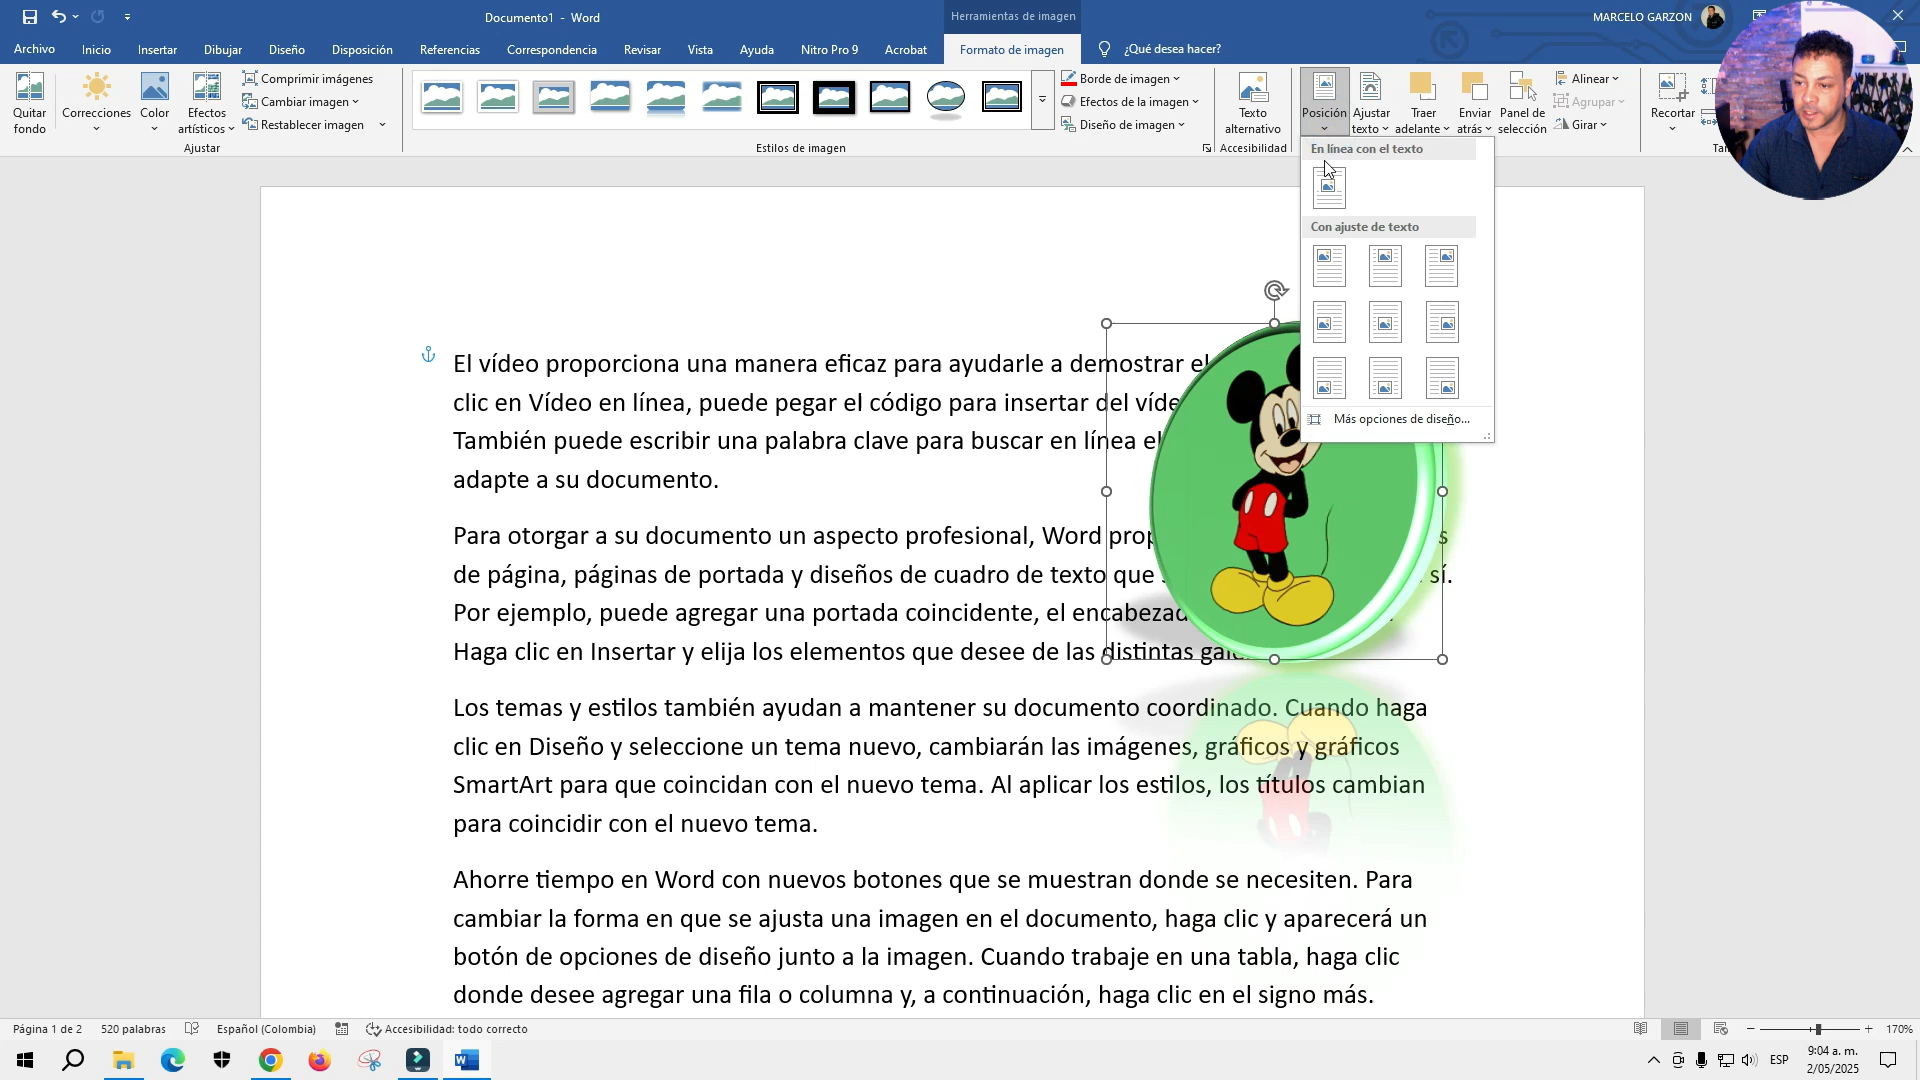 Documento1 - Word
Herramientas de imagen
MARCELO GARZON
Archivo Inicio Insertar Dibujar Diseño Disposición Referencias Correspondencia Revisar Vista Ayuda Nitro Pro 9 Acrobat Formato de imagen ¿Qué desea hacer?
Quitar fondo
Correcciones
Color
Efectos artísticos
Comprimir imágenes
Cambiar imagen
Restablecer imagen
Ajustar
Estilos de imagen
Borde de imagen
Efectos de la imagen
Diseño de imagen
Texto alternativo
Accesibilidad
Posición
Ajustar texto
Traer adelante
Enviar atrás
Panel de selección
Alinear
Agrupar
Girar
Recortar
En línea con el texto
Con ajuste de texto
Más opciones de diseño...
El vídeo proporciona una manera eficaz para ayudarle a demostrar el
clic en Vídeo en línea, puede pegar el código para insertar del
También puede escribir una palabra clave para buscar en línea el
adapte a su documento.
Para otorgar a su documento un aspecto profesional, Word
de página, páginas de portada y diseños de cuadro de texto que sí.
Por ejemplo, puede agregar una portada coincidente, el
Haga clic en Insertar y elija los elementos que desee de las distintas
Los temas y estilos también ayudan a mantener su documento coordinado. Cuando haga
clic en Diseño y seleccione un tema nuevo, cambiarán las imágenes, gráficos y gráficos
SmartArt para que coincidan con el nuevo tema. Al aplicar los estilos, los títulos cambian
para coincidir con el nuevo tema.
Ahorre tiempo en Word con nuevos botones que se muestran donde se necesiten. Para
cambiar la forma en que se ajusta una imagen en el documento, haga clic y aparecerá un
botón de opciones de diseño junto a la imagen. Cuando trabaje en una tabla, haga clic
donde desee agregar una fila o columna y, a continuación, haga clic en el signo más.
Página 1 de 2 520 palabras Español (Colombia) Accesibilidad: todo correcto 170%
ESP
9:04 a. m.
2/05/2025